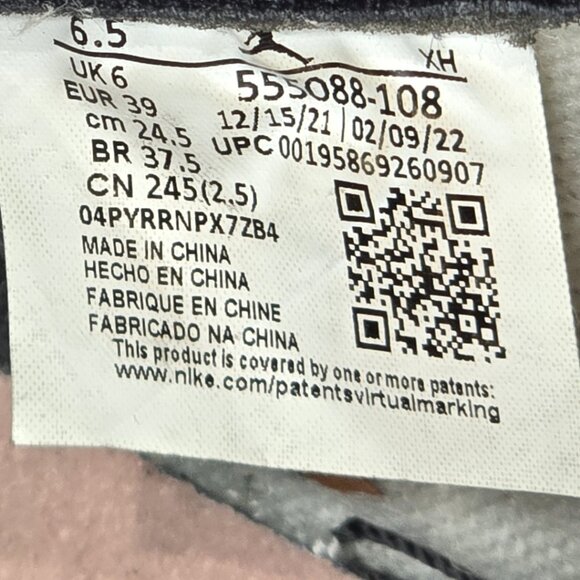 6.5
XH
UK 6
555088-108
EUR 39
12/15/21 | 02/09/22
cm 24.5
UPC 00195869260907
BR 37.5
CN 245(2.5)
04PYRRNPX7ZB4
MADE IN CHINA
HECHO EN CHINA
FABRIQUE EN CHINE
FABRICADO NA CHINA
This product is covered by one or more patents:
www.nike.com/patentsvirtualmarking